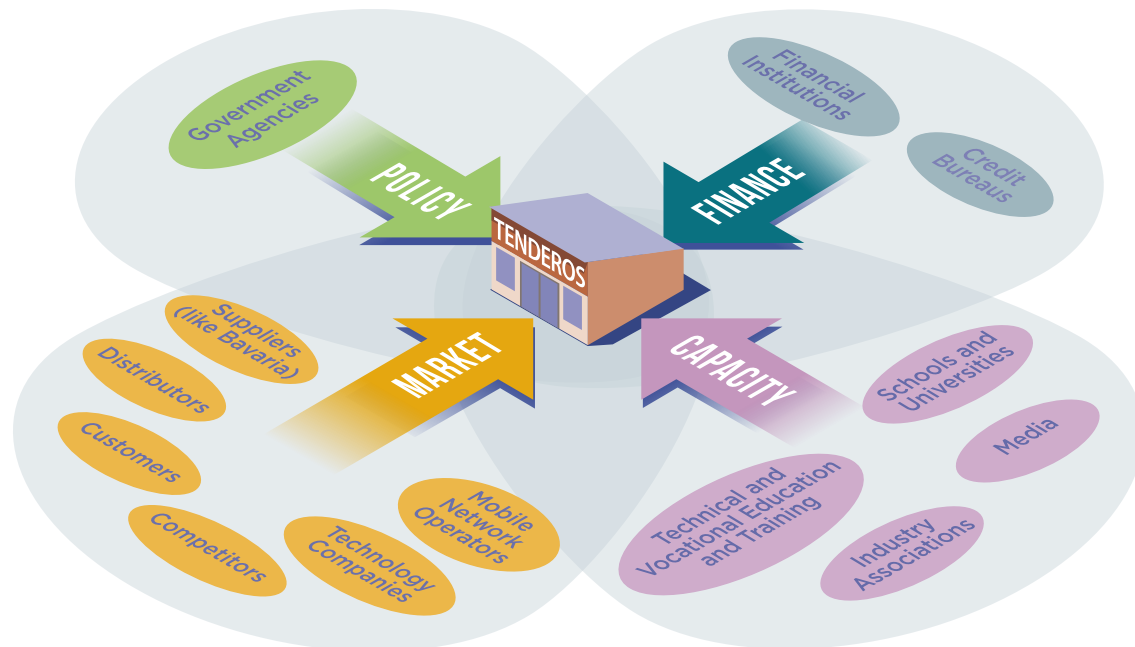 Government
Agencies
POLICY
Financial
Institutions
Credit
Bureaus
FINANCE
TENDEROS
Suppliers
(like Bavaria)
Distributors
Customers
Competitors
Technology
Companies
Mobile
Network
Operators
MARKET
CAPACITY
Schools and
Universities
Media
Technical and
Vocational Education
and Training
Industry
Associations